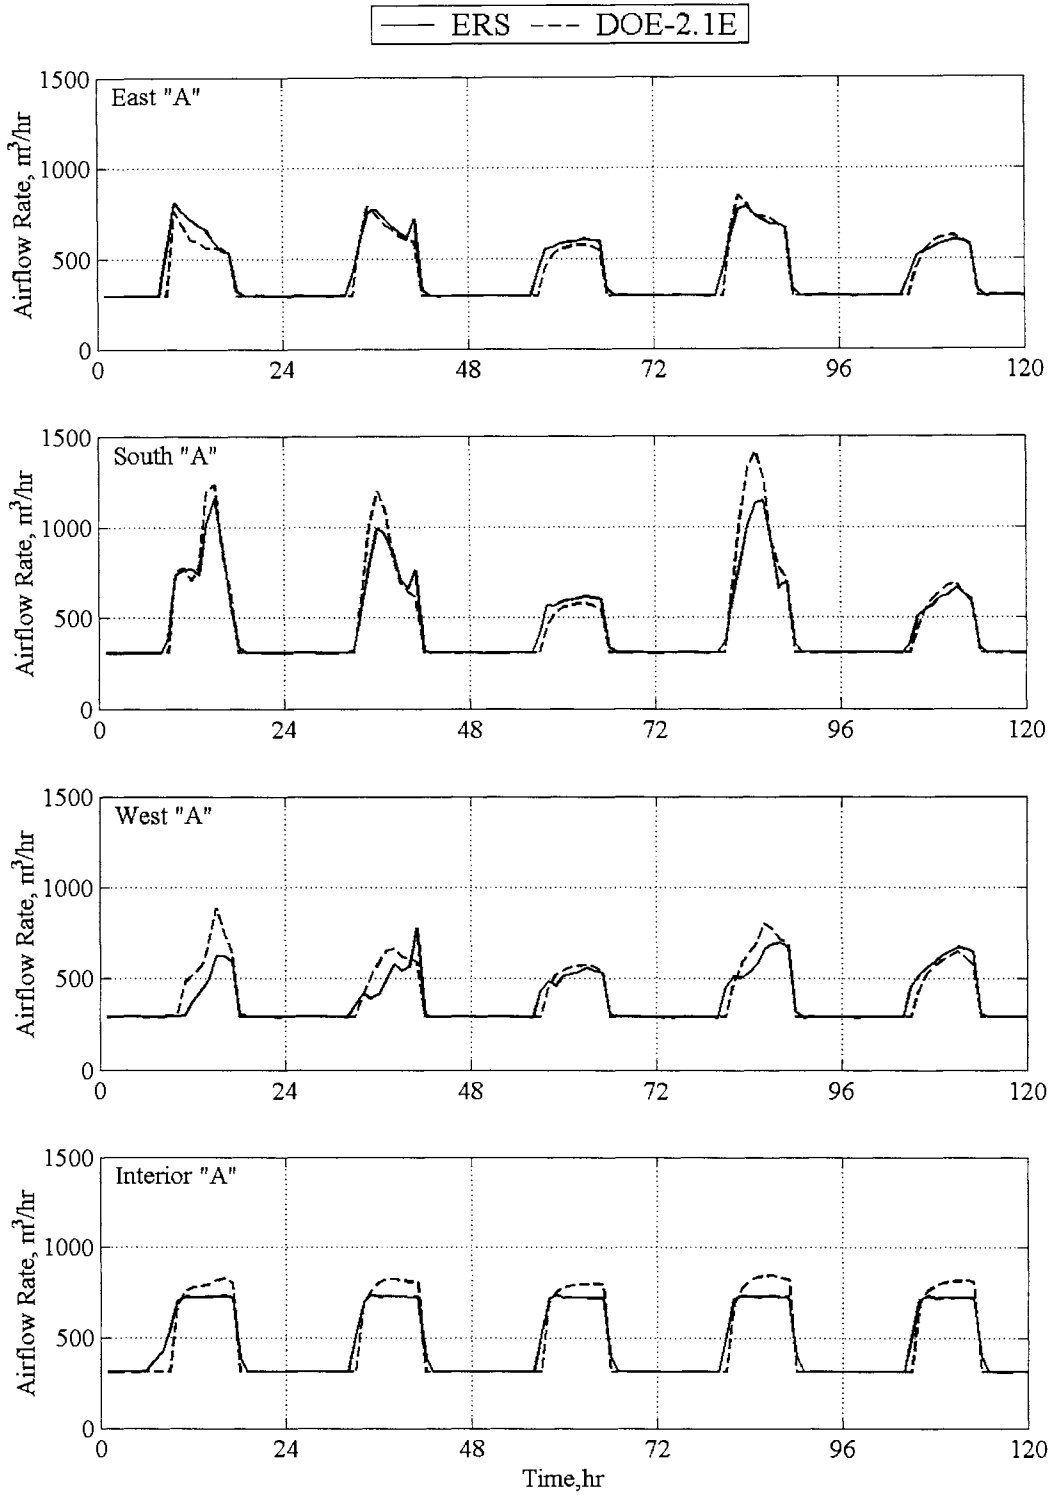 ERS DOE-2.1E
East "A"
Airflow Rate, m³/hr
1500
1000
500
0
0 24 48 72 96 120
South "A"
Airflow Rate, m³/hr
1500
1000
500
0
0 24 48 72 96 120
West "A"
Airflow Rate, m³/hr
1500
1000
500
0
0 24 48 72 96 120
Interior "A"
Airflow Rate, m³/hr
1500
1000
500
0
0 24 48 72 96 120
Time,hr